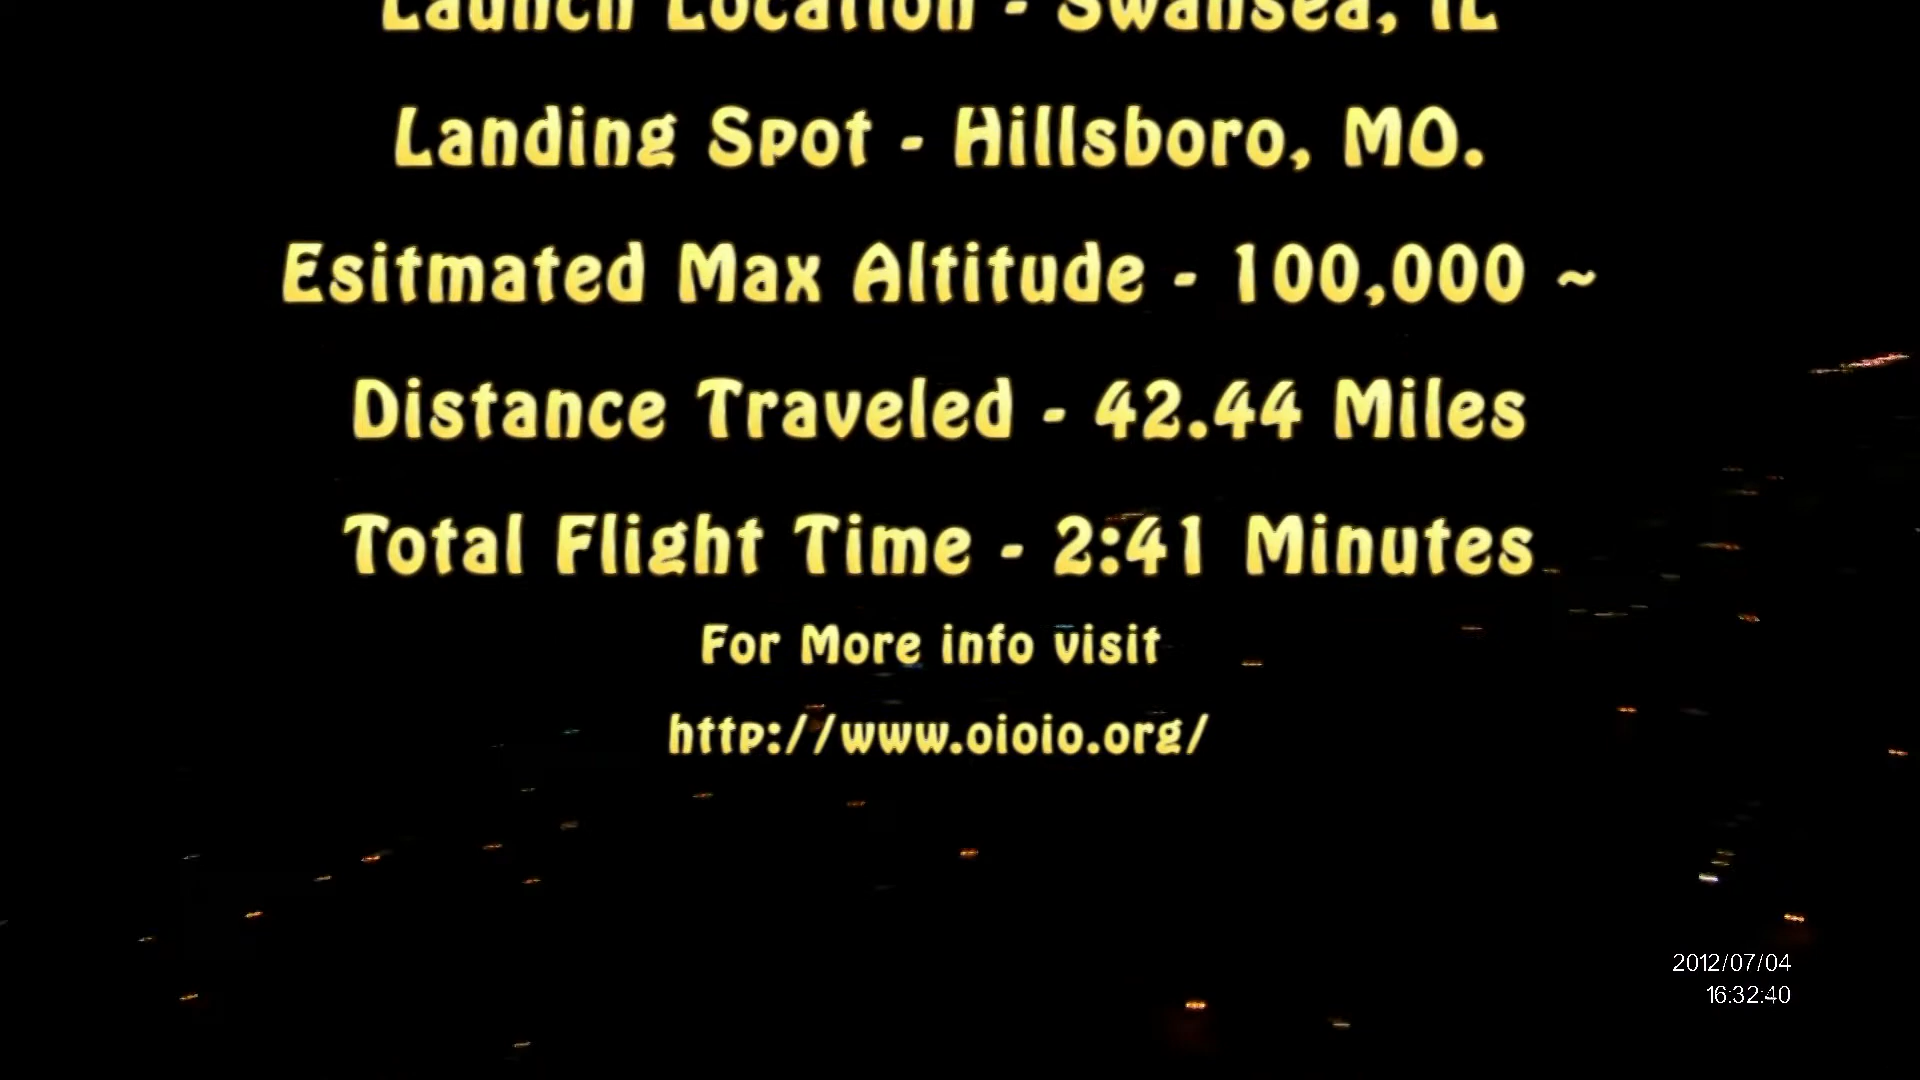 Launch Location - Swansea, IL
Landing Spot - Hillsboro, MO.
Esitmated Max Altitude - 100,000 ~
Distance Traveled - 42.44 Miles
Total Flight Time - 2:41 Minutes
For More info visit
http://www.oioio.org/
2012/07/04
16:32:40